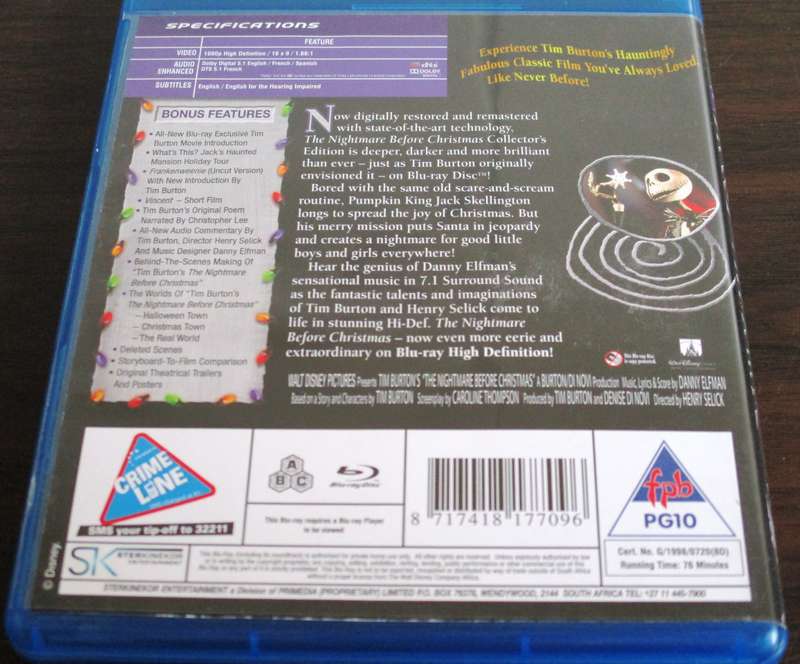 SPECIFICATIONS
FEATURE
VIDEO 1080p High Definition / 16 x 9 / 1.66:1
AUDIO Dolby Digital 5.1 English / French / Spanish
ENHANCED DTS 5.1 French
SUBTITLES English / English for the Hearing Impaired
dts
DOLBY
Experience Tim Burton's Hauntingly
Fabulous Classic Film You've Always Loved,
Like Never Before!
BONUS FEATURES
• All-New Blu-ray Exclusive Tim
Burton Movie Introduction
• What's This? Jack's Haunted
Mansion Holiday Tour
• Frankenweenie (Uncut Version)
With New Introduction By
Tim Burton
• Vincent – Short Film
• Tim Burton's Original Poem
Narrated By Christopher Lee
• All-New Audio Commentary By
Tim Burton, Director Henry Selick
And Music Designer Danny Elfman
• Behind-The-Scenes Making Of
"Tim Burton's The Nightmare
Before Christmas"
• The Worlds Of "Tim Burton's
The Nightmare Before Christmas"
– Halloween Town
– Christmas Town
– The Real World
• Deleted Scenes
• Storyboard-To-Film Comparison
• Original Theatrical Trailers
And Posters
Now digitally restored and remastered
with state-of-the-art technology,
The Nightmare Before Christmas Collector's
Edition is deeper, darker and more brilliant
than ever – just as Tim Burton originally
envisioned it – on Blu-ray Disc™!
Bored with the same old scare-and-scream
routine, Pumpkin King Jack Skellington
longs to spread the joy of Christmas. But
his merry mission puts Santa in jeopardy
and creates a nightmare for good little
boys and girls everywhere!
Hear the genius of Danny Elfman's
sensational music in 7.1 Surround Sound
as the fantastic talents and imaginations
of Tim Burton and Henry Selick come to
life in stunning Hi-Def. The Nightmare
Before Christmas – now even more eerie and
extraordinary on Blu-ray High Definition!
WALT DISNEY PICTURES Presents TIM BURTON'S "THE NIGHTMARE BEFORE CHRISTMAS" A BURTON/DI NOVI Production Music, Lyrics & Score by DANNY ELFMAN
Based on a Story and Characters by TIM BURTON Screenplay by CAROLINE THOMPSON Produced by TIM BURTON and DENISE DI NOVI Directed by HENRY SELICK
CRIME
LINE
SMS your tip-off to 32211
A
B C
Blu-ray Disc
This Blu-ray requires a Blu-ray Player
to be viewed
8 717418 177096
fpb
PG10
Cert. No. G/1998/0729(BD)
Running Time: 76 Minutes
SK STERKINEKOR
ENTERTAINMENT
STERKINEKOR ENTERTAINMENT a Division of PRIMEDIA (PROPRIETARY) LIMITED P.O. BOX 76270, WENDYWOOD, 2144 SOUTH AFRICA TEL: +27 11 445-7900
© Disney.